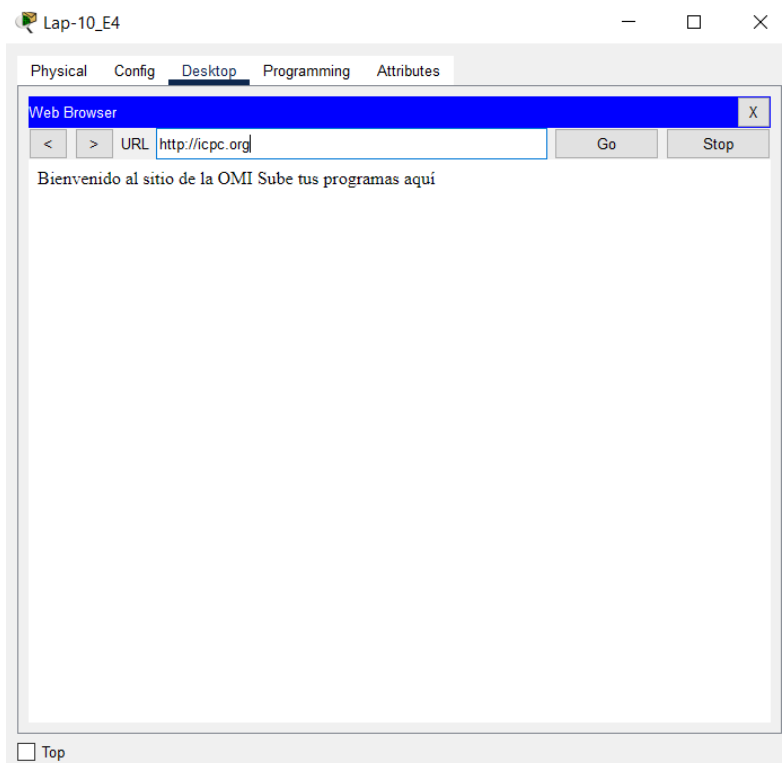 Lap-10_E4
Physical Config Desktop Programming Attributes
Web Browser X
< > URL http://icpc.org Go Stop
Bienvenido al sitio de la OMI Sube tus programas aquí
Top